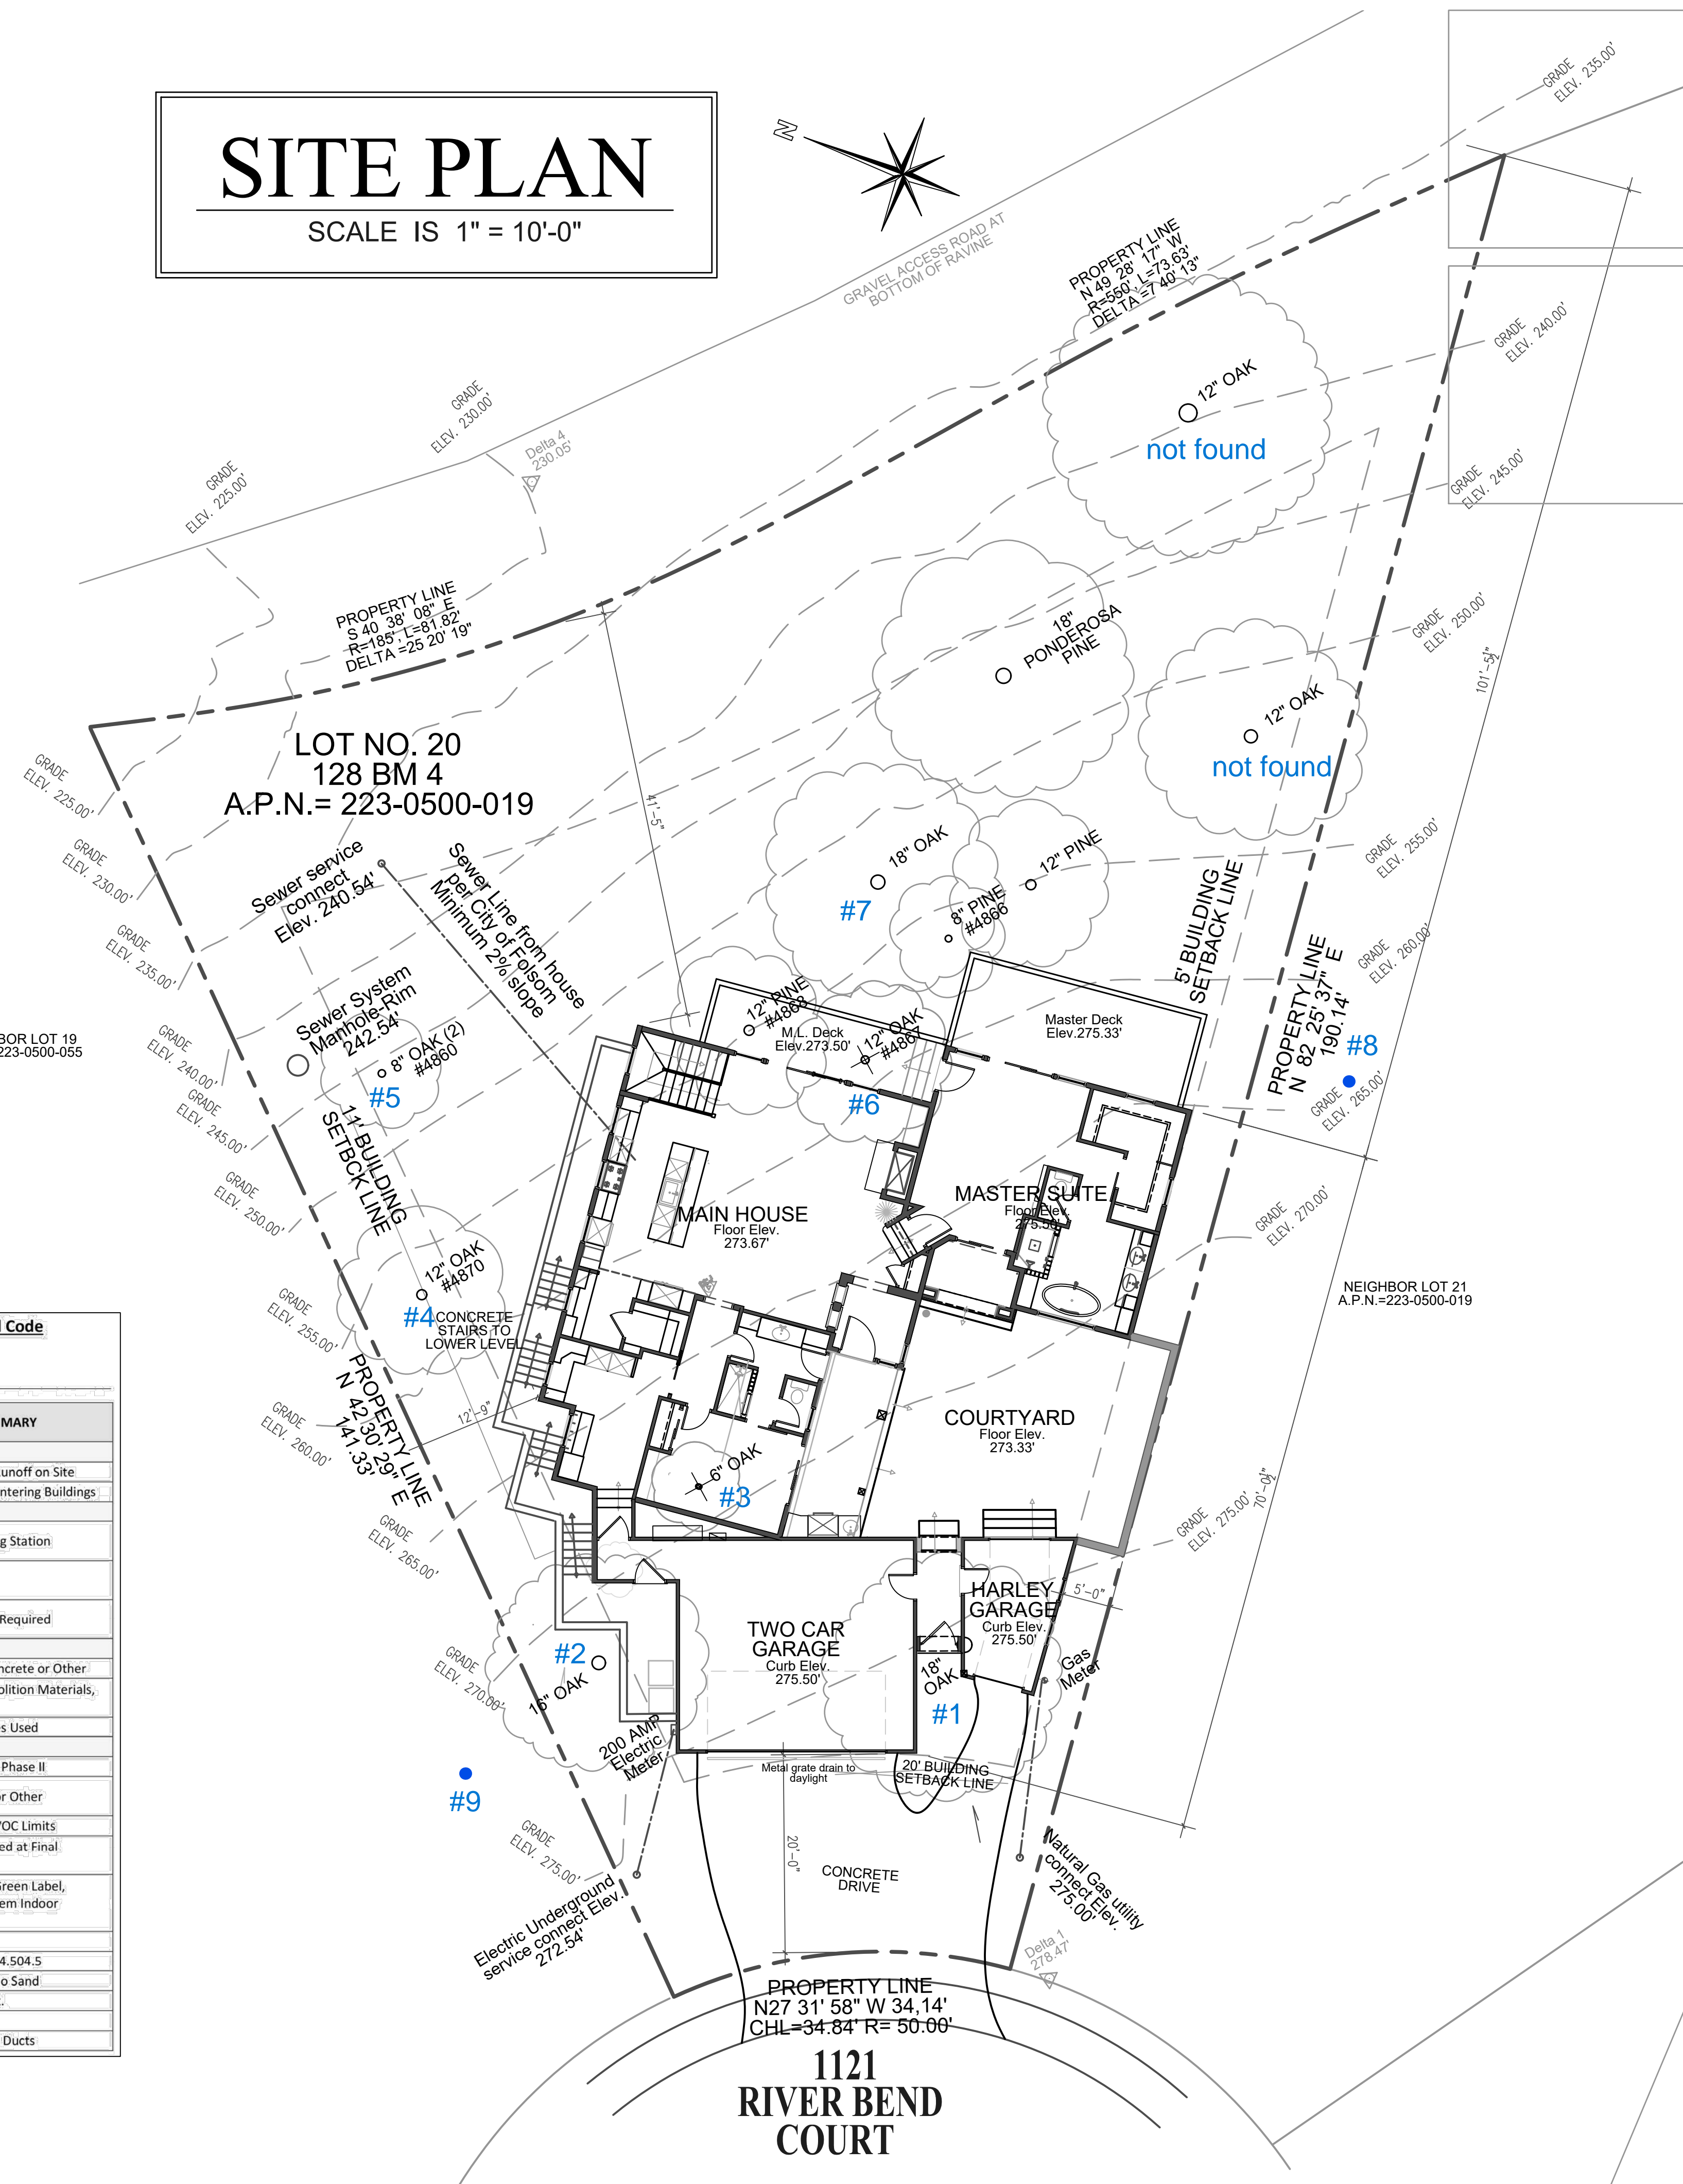 SITE PLAN
SCALE IS 1" = 10'-0"
N
GRAVEL ACCESS ROAD AT
BOTTOM OF RAVINE
PROPERTY LINE
N 49 28' 17" W
R=550', L=73.63'
DELTA =7 40' 13"
GRADE
ELEV. 235.00'
GRADE
ELEV. 240.00'
GRADE
ELEV. 245.00'
GRADE
ELEV. 250.00'
GRADE
ELEV. 255.00'
GRADE
ELEV. 260.00'
GRADE
ELEV. 265.00'
GRADE
ELEV. 270.00'
GRADE
ELEV. 275.00'
12" OAK
not found
GRADE
ELEV. 230.00'
Delta 4
230.05'
GRADE
ELEV. 225.00'
PROPERTY LINE
S 40 38' 08" E
R=185', L=81.82'
DELTA =25 20' 19"
18"
PONDEROSA
PINE
12" OAK
not found
101'-5½"
LOT NO. 20
128 BM 4
A.P.N.= 223-0500-019
41'-5"
GRADE
ELEV. 225.00'
GRADE
ELEV. 230.00'
GRADE
ELEV. 235.00'
GRADE
ELEV. 240.00'
GRADE
ELEV. 245.00'
GRADE
ELEV. 250.00'
GRADE
ELEV. 255.00'
GRADE
ELEV. 260.00'
GRADE
ELEV. 265.00'
GRADE
ELEV. 270.00'
GRADE
ELEV. 275.00'
Sewer service
connect
Elev. 240.54'
Sewer Line from house
per City of Folsom
Minimum 2% slope
18" OAK
#7
12" PINE
8" PINE
#4866
5' BUILDING
SETBACK LINE
PROPERTY LINE
N 82 25' 37" E
190.14'
#8
Sewer System
Manhole-Rim
242.54'
8" OAK (2)
#4860
#5
12" PINE
#4868
M.L. Deck
Elev.273.50'
12" OAK
#4867
#6
Master Deck
Elev.275.33'
BOR LOT 19
223-0500-055
11' BUILDING
SETBCK LINE
MAIN HOUSE
Floor Elev.
273.67'
MASTER SUITE
Floor Elev.
275.50'
12" OAK
#4870
#4
CONCRETE
STAIRS TO
LOWER LEVEL
NEIGHBOR LOT 21
A.P.N.=223-0500-019
PROPERTY LINE
N 42 30' 29" E
141.33'
12'-9"
COURTYARD
Floor Elev.
273.33'
6" OAK
#3
70'-0½"
HARLEY
GARAGE
Curb Elev.
275.50'
5'-0"
TWO CAR
GARAGE
Curb Elev.
275.50'
#2
16" OAK
18"
OAK
#1
Gas
Meter
200 AMP
Electric
Meter
Metal grate drain to
daylight
20' BUILDING
SETBACK LINE
#9
20'-0"
CONCRETE
DRIVE
Natural Gas utility
connect Elev.
275.00'
Electric Underground
service connect Elev.
272.54'
Delta 1
278.47'
PROPERTY LINE
N27 31' 58" W 34,14'
CHL=34.84' R= 50.00'
1121
RIVER BEND
COURT
Code
MARY
unoff on Site
ntering Buildings
g Station
Required
ncrete or Other
olition Materials,
s Used
Phase II
or Other
VOC Limits
ed at Final
Green Label,
em Indoor
4.504.5
o Sand
Ducts